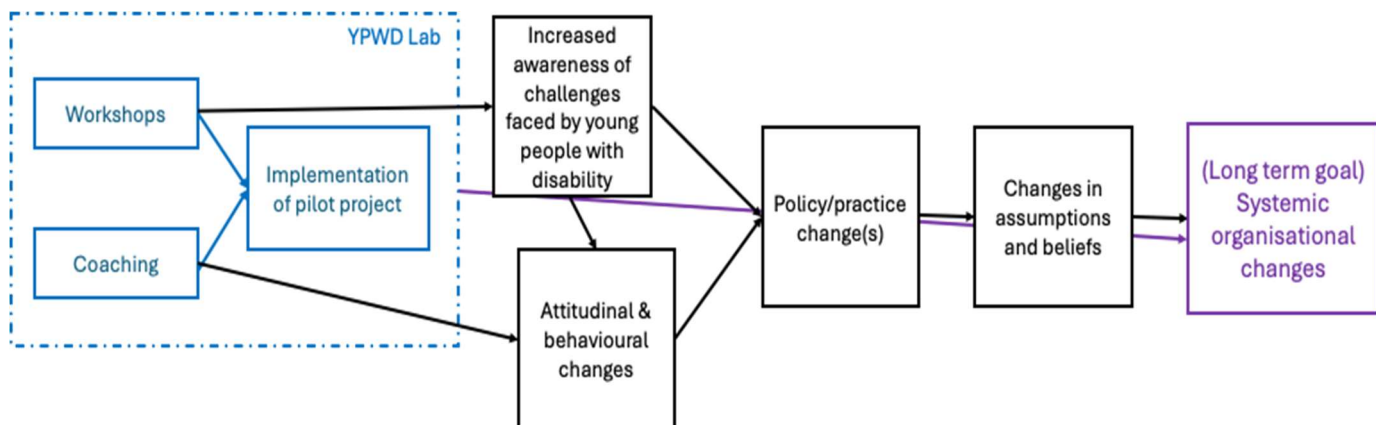 YPWD Lab
Workshops
Coaching
Implementation
of pilot project
Increased
awareness of
challenges
faced by young
people with
disability
Attitudinal &
behavioural
changes
Policy/practice
change(s)
Changes in
assumptions
and beliefs
(Long term goal)
Systemic
organisational
changes